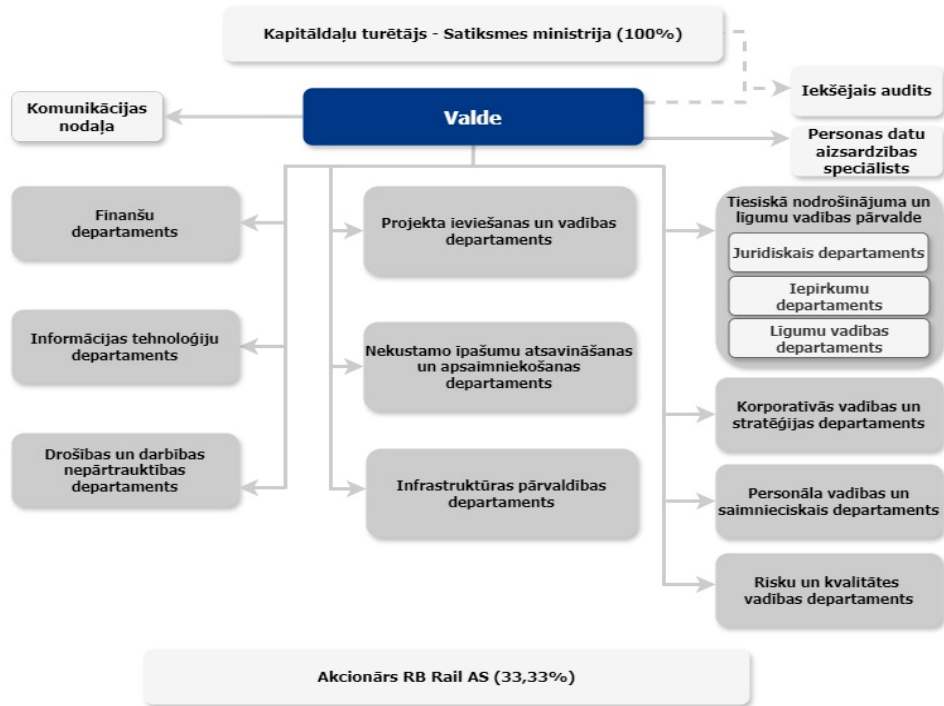 Kapitāldaļu turētājs - Satiksmes ministrija (100%)
Komunikācijas
nodaļa
Valde
Iekšējais audits
Personas datu
aizsardzības
speciālists
Finanšu
departaments
Projekta ieviešanas un vadības
departaments
Tiesiskā nodrošinājuma un
līgumu vadības pārvalde
Juridiskais departaments
Iepirkumu
departaments
Līgumu vadības
departaments
Informācijas tehnoloģiju
departaments
Nekustamo īpašumu atsavināšanas
un apsaimniekošanas
departaments
Korporatīvās vadības un
stratēģijas departaments
Drošības un darbības
nepārtrauktības
departaments
Infrastruktūras pārvaldības
departaments
Personāla vadības un
saimnieciskais departaments
Risku un kvalitātes
vadības departaments
Akcionārs RB Rail AS (33,33%)